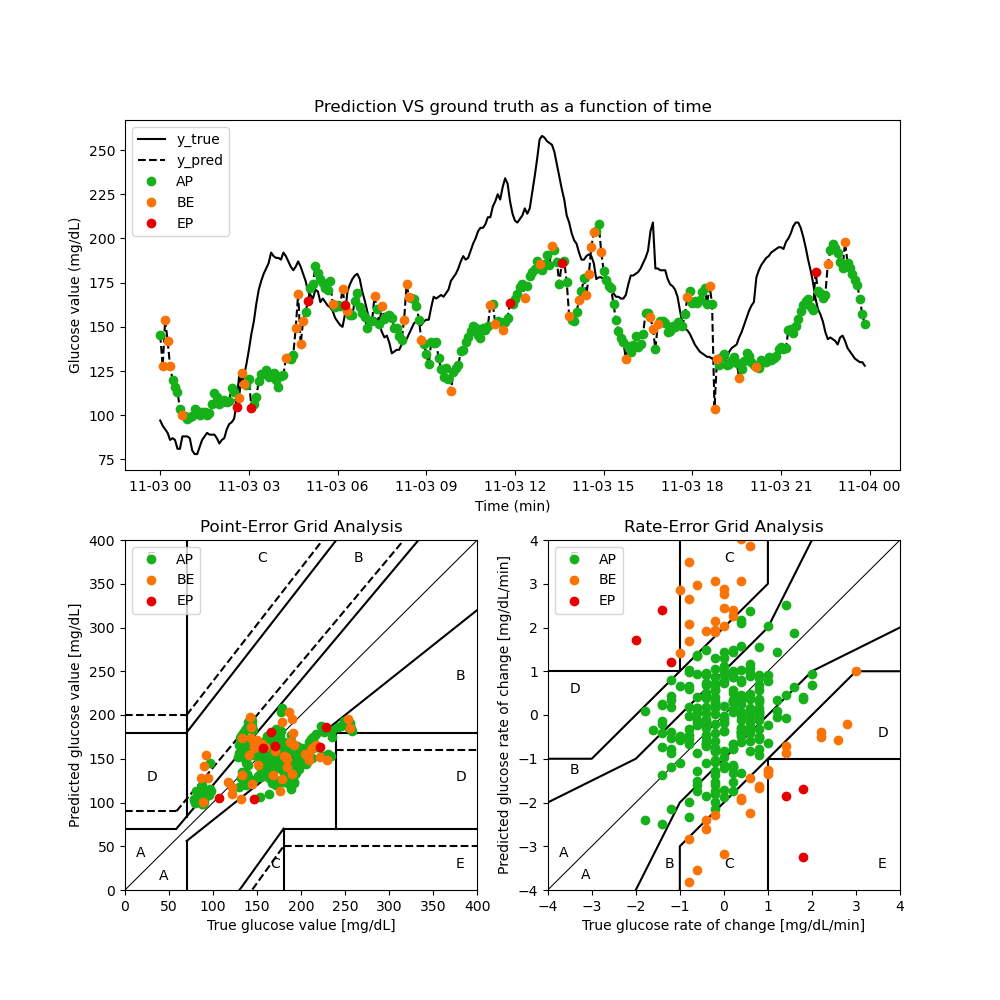 Prediction VS ground truth as a function of time
y_true
y_pred
AP
BE
EP
Glucose value (mg/dL)
250
225
200
175
150
125
100
75
11-03 00 11-03 03 11-03 06 11-03 09 11-03 12 11-03 15 11-03 18 11-03 21 11-04 00
Time (min)
Point-Error Grid Analysis
AP
BE
EP
C
B
B
D
D
A
A
C
E
Predicted glucose value [mg/dL]
400
350
300
250
200
150
100
50
0
0 50 100 150 200 250 300 350 400
True glucose value [mg/dL]
Rate-Error Grid Analysis
AP
BE
EP
C
D
D
B
A
A
B
C
E
Predicted glucose rate of change [mg/dL/min]
4
3
2
1
0
−1
−2
−3
−4
−4 −3 −2 −1 0 1 2 3 4
True glucose rate of change [mg/dL/min]